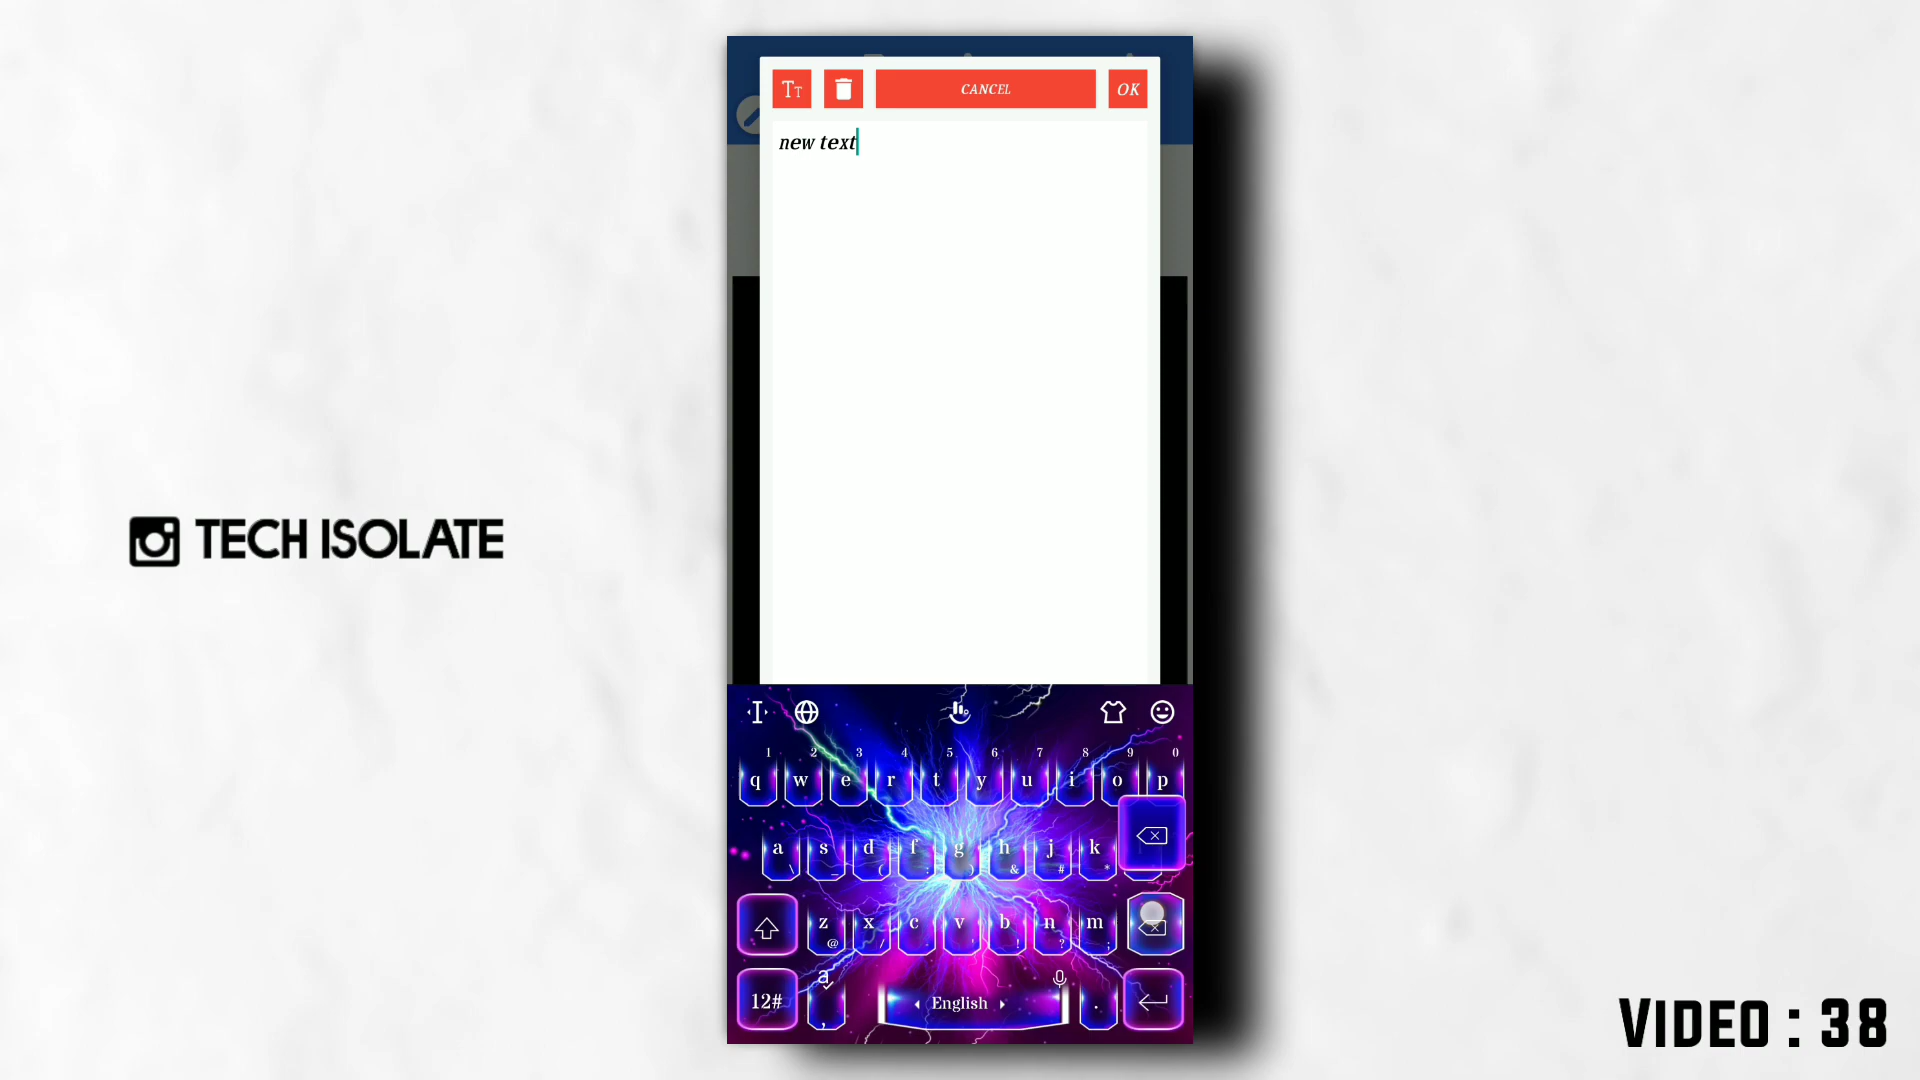 Tт
CANCEL
OK
new text
TECH ISOLATE
1 2 3 4 5 6 7 8 9 0
q w e r t y u i o p
a s d f g h j k
\ _ ( : ) & # *
z x c v b n m
@ / - ' ! ? ;
12# , English .
VIDEO : 38